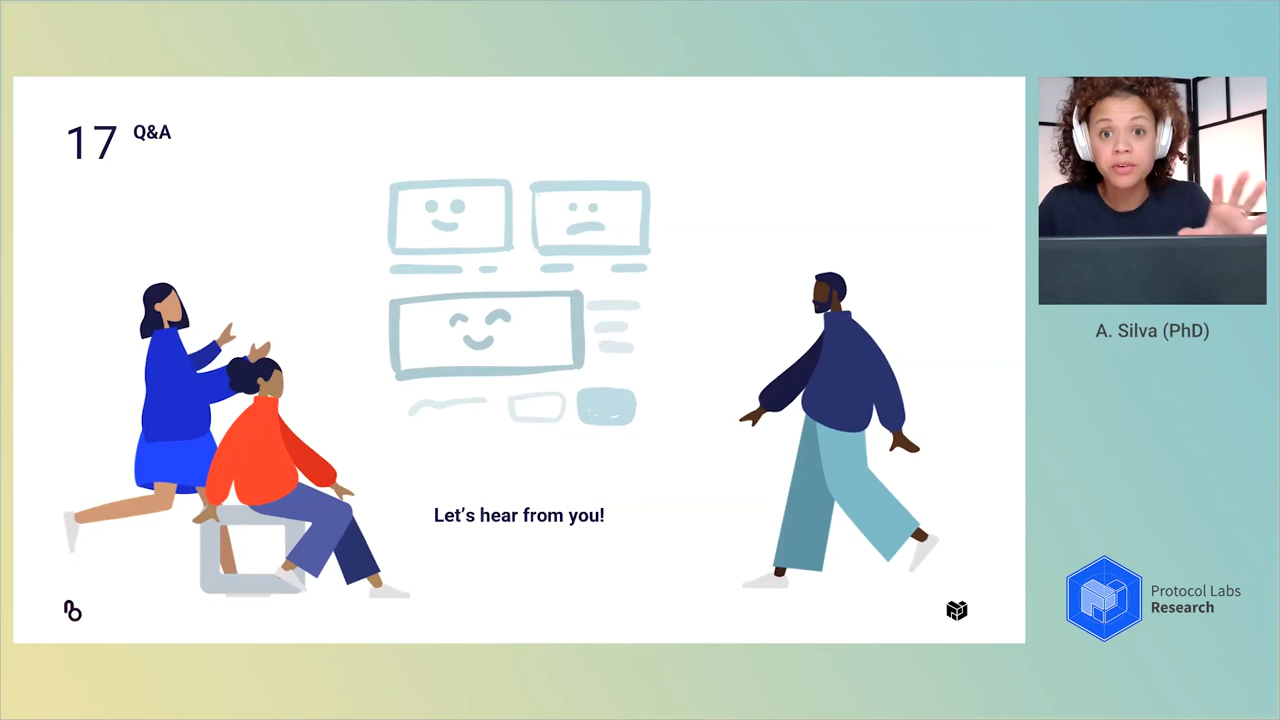 17 Q&A
Let's hear from you!
A. Silva (PhD)
Protocol Labs
Research